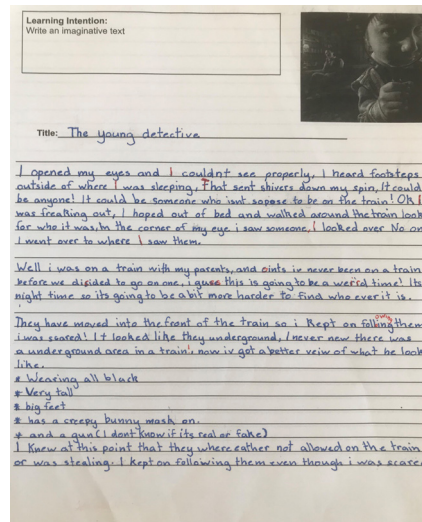 Learning Intention:
Write an imaginative text
Title: The young detective
I opened my eyes and I couldnt see properly, I heard footsteps
outside of where I was sleeping, That sent shivers down my spin, It could
be anyone! It could be someone who isnt sopose to be on the train! Ok I
was freaking out, I hoped out of bed and walked around the train look
for who it was, In the corner of my eye i saw someone, i looked over No on
I went over to where I saw them.
Well i was on a train with my parents, and iv never been on a train
before we disided to go on one, i guse this is going to be a weird time! Its
night time so its going to be abit more harder to find who ever it is.
They have moved into the front of the train so i kept on following them
i was scared! It looked like they underground, I never new there was
a underground area in a train!, now iv got a better veiw of what he look
like.
* Wearing all black
* Very tall
* big feet
* has a creepy bunny mask on.
* and a gun (I dont know if its real or fake)
I Knew at this point that they where eather not allowed on the train
or was stealing. I kept on following them even though i was scare